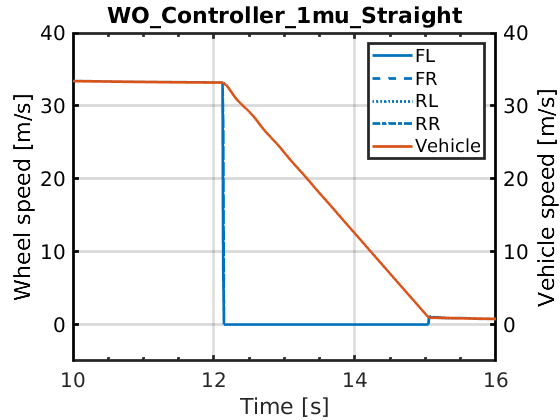 WO_Controller_1mu_Straight
40
30
20
10
0
Wheel speed [m/s]
FL
FR
RL
RR
Vehicle
40
30
20
10
0
Vehicle speed [m/s]
10
12
14
16
Time [s]